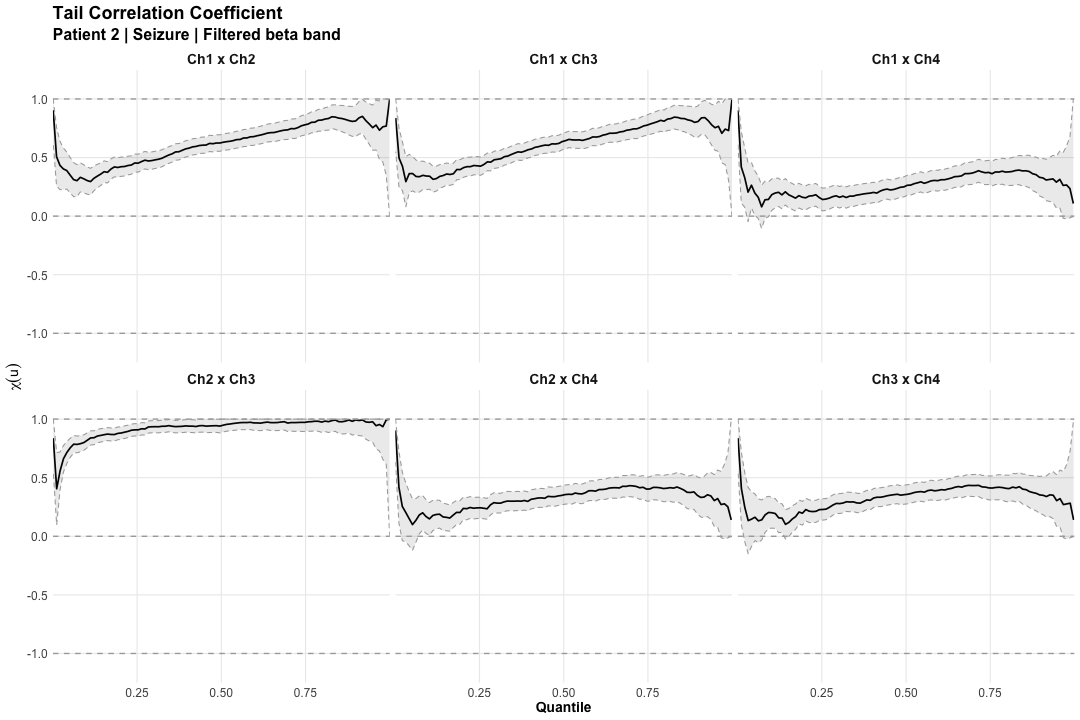 Tail Correlation Coefficient
Patient 2 | Seizure | Filtered beta band
Ch1 x Ch2 Ch1 x Ch3 Ch1 x Ch4
1.0
0.5
0.0
-0.5
-1.0
χ(u)
Ch2 x Ch3 Ch2 x Ch4 Ch3 x Ch4
1.0
0.5
0.0
-0.5
-1.0
0.25 0.50 0.75 0.25 0.50 0.75 0.25 0.50 0.75
Quantile